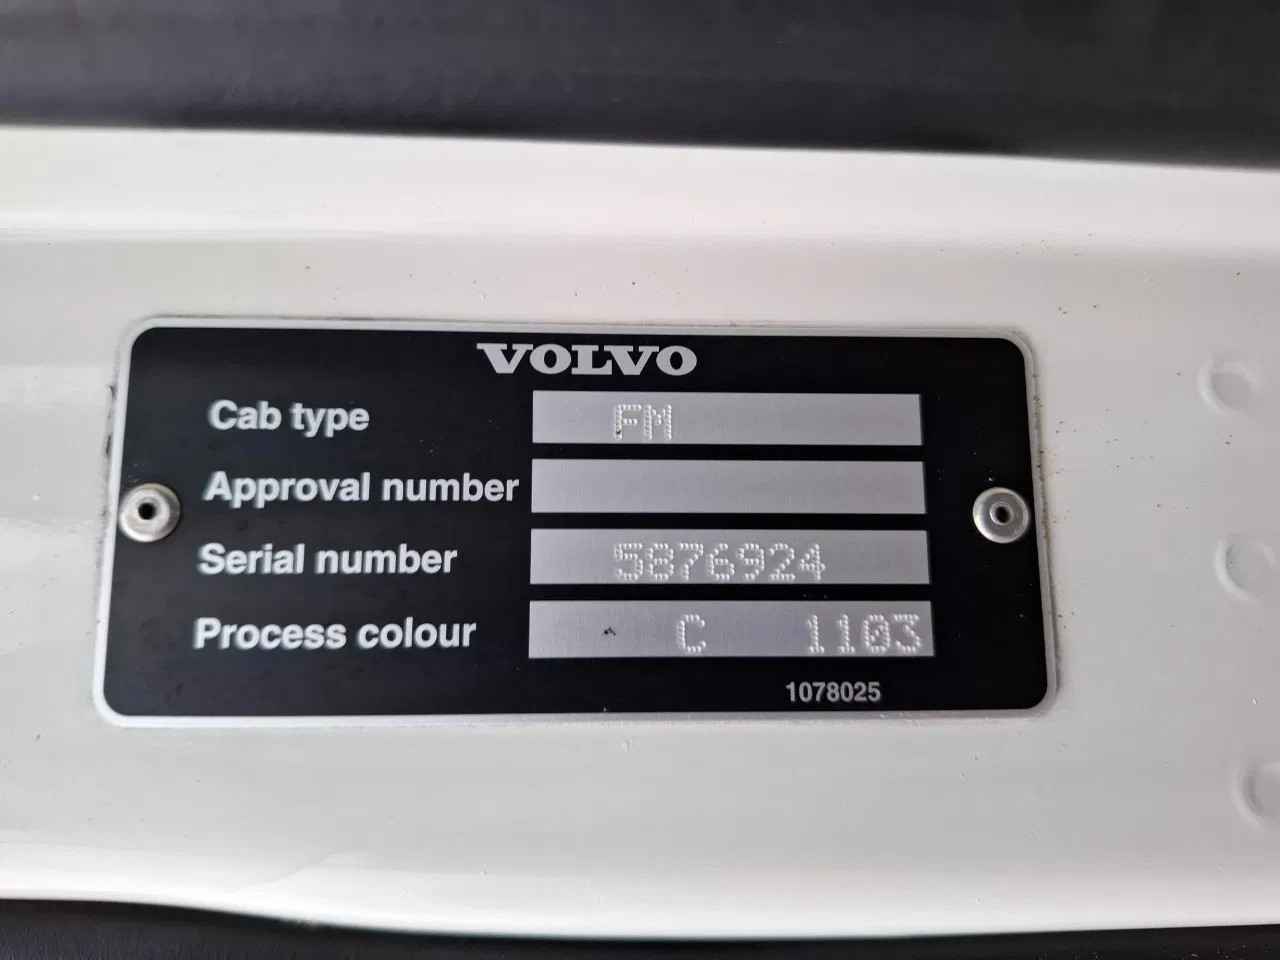 VOLVO
Cab type FM
Approval number
Serial number 5876924
Process colour C 1103
1078025